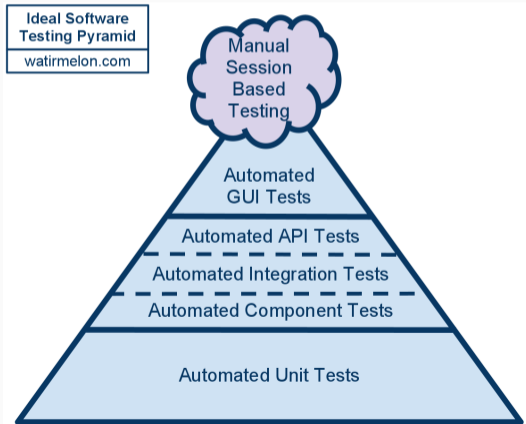 Ideal Software
Testing Pyramid
watirmelon.com
Manual
Session
Based
Testing
Automated
GUI Tests
Automated API Tests
Automated Integration Tests
Automated Component Tests
Automated Unit Tests